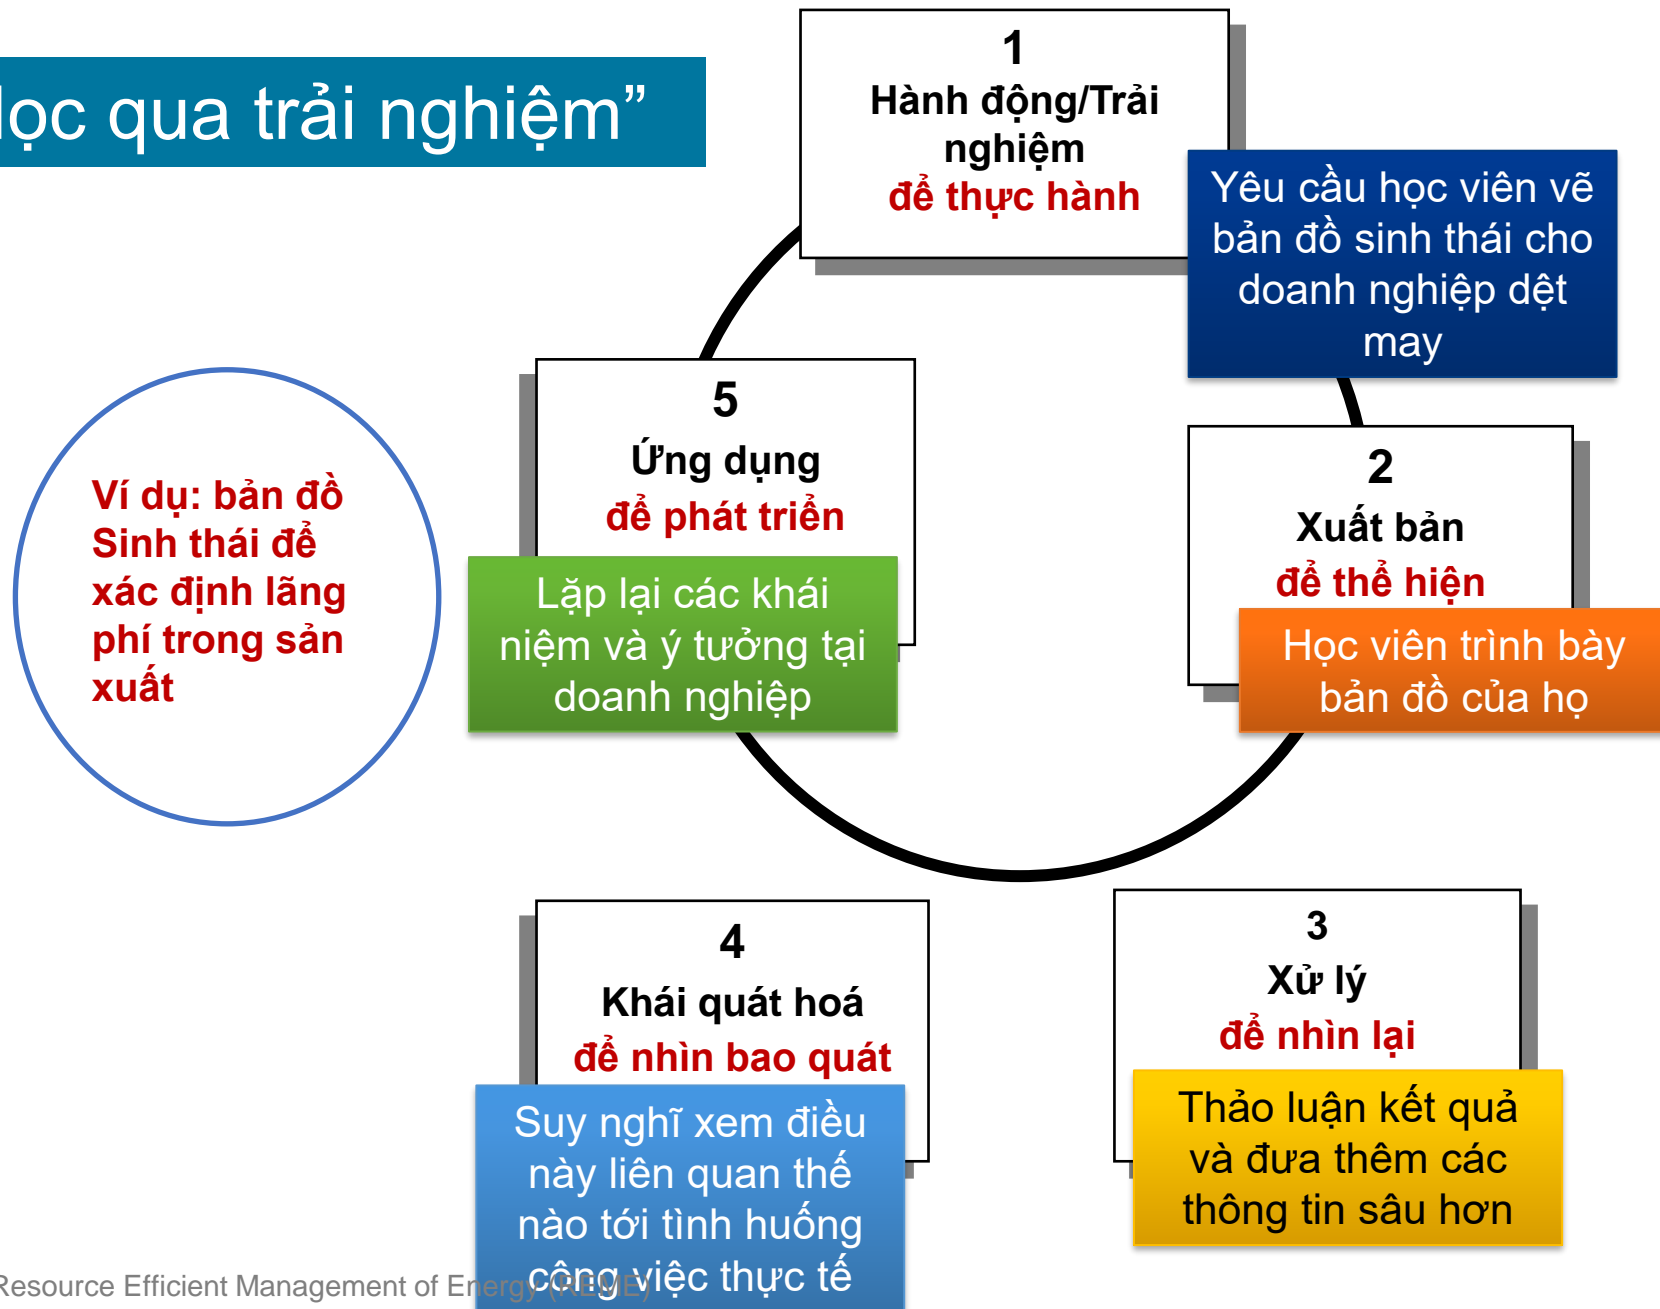 ọc qua trải nghiệm”
1
Hành động/Trải
nghiệm
để thực hành
Yêu cầu học viên vẽ
bản đồ sinh thái cho
doanh nghiệp dệt
may
2
Xuất bản
để thể hiện
Học viên trình bày
bản đồ của họ
3
Xử lý
để nhìn lại
Thảo luận kết quả
và đưa thêm các
thông tin sâu hơn
4
Khái quát hoá
để nhìn bao quát
Suy nghĩ xem điều
này liên quan thế
nào tới tình huống
công việc thực tế
5
Ứng dụng
để phát triển
Lặp lại các khái
niệm và ý tưởng tại
doanh nghiệp
Ví dụ: bản đồ
Sinh thái để
xác định lãng
phí trong sản
xuất
Resource Efficient Management of Energy (REME)